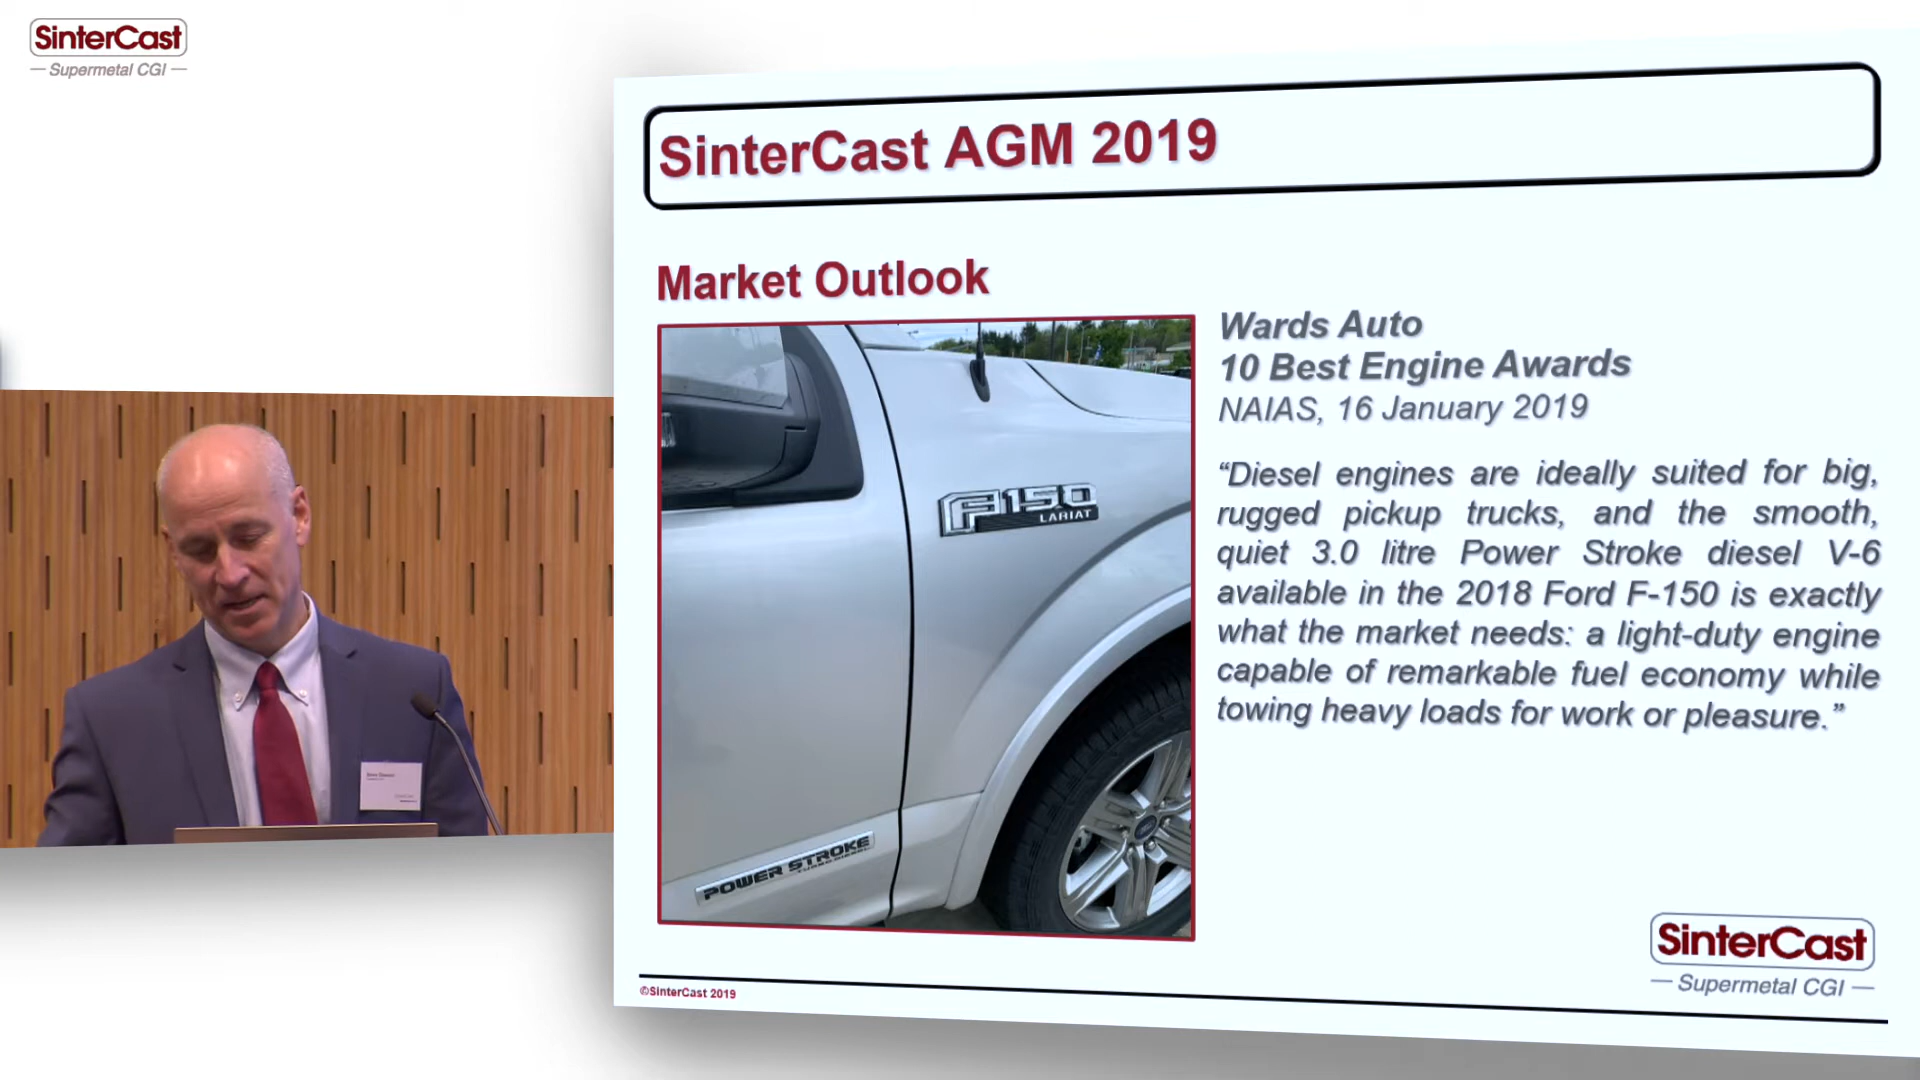 SinterCast
Supermetal CGI
SinterCast AGM 2019
Market Outlook
F150
LARIAT
POWER STROKE
TURBO DIESEL
Wards Auto
10 Best Engine Awards
NAIAS, 16 January 2019
“Diesel engines are ideally suited for big,
rugged pickup trucks, and the smooth,
quiet 3.0 litre Power Stroke diesel V-6
available in the 2018 Ford F-150 is exactly
what the market needs: a light-duty engine
capable of remarkable fuel economy while
towing heavy loads for work or pleasure.”
SinterCast
Supermetal CGI
©SinterCast 2019